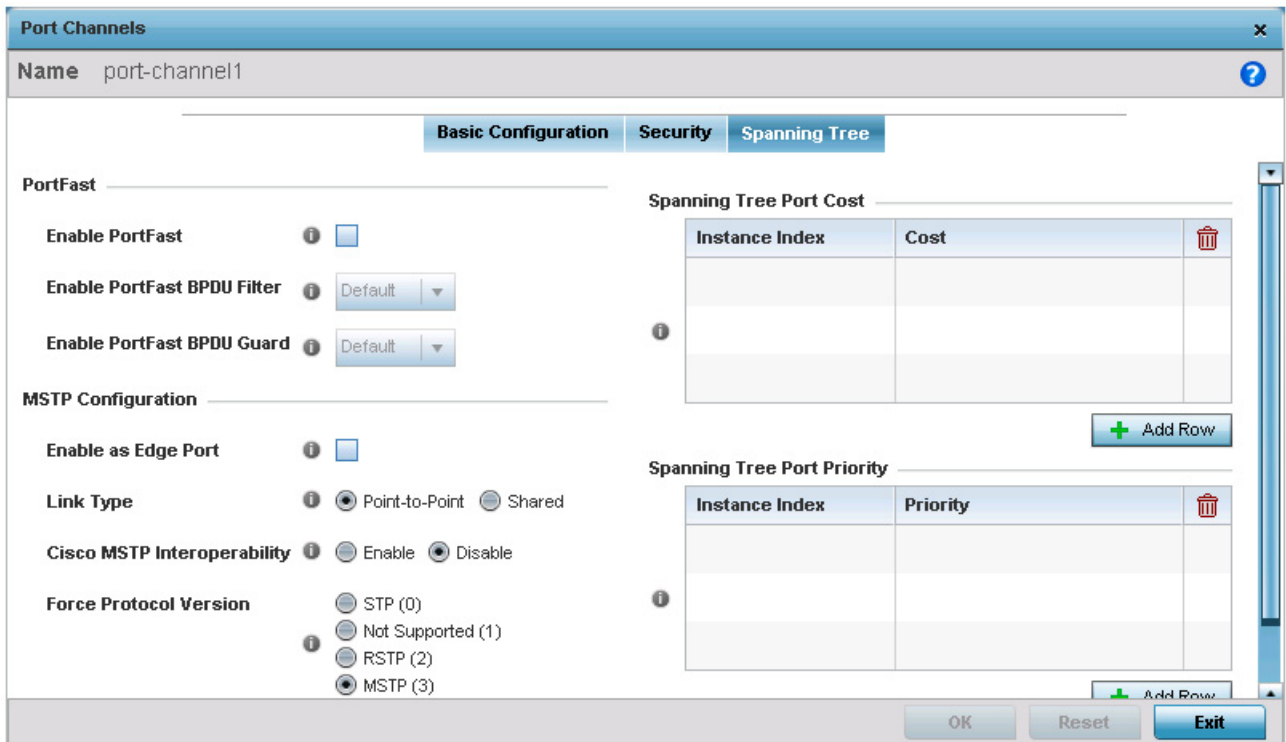 Port Channels
Name port-channel1
Basic Configuration Security Spanning Tree
PortFast
Enable PortFast
Enable PortFast BPDU Filter Default
Enable PortFast BPDU Guard Default
MSTP Configuration
Enable as Edge Port
Link Type Point-to-Point Shared
Cisco MSTP Interoperability Enable Disable
Force Protocol Version STP (0)
Not Supported (1)
RSTP (2)
MSTP (3)
Spanning Tree Port Cost
Instance Index Cost
Add Row
Spanning Tree Port Priority
Instance Index Priority
Add Row
OK Reset Exit